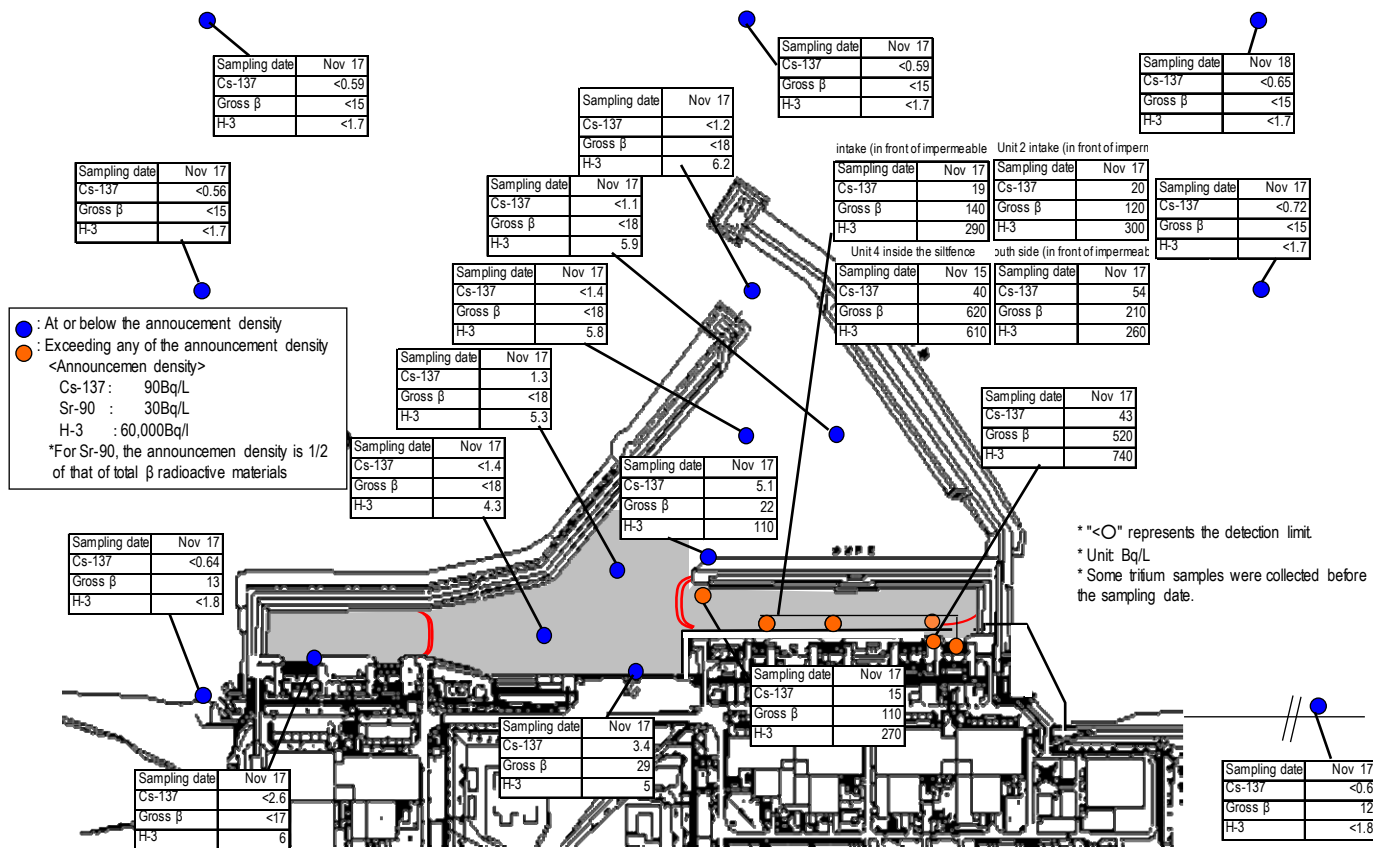 Sampling date Nov 17
Cs-137 <0.59
Gross β <15
H-3 <1.7
Sampling date Nov 17
Cs-137 <0.59
Gross β <15
H-3 <1.7
Sampling date Nov 18
Cs-137 <0.65
Gross β <15
H-3 <1.7
Sampling date Nov 17
Cs-137 <1.2
Gross β <18
H-3 6.2
Sampling date Nov 17
Cs-137 <0.56
Gross β <15
H-3 <1.7
Sampling date Nov 17
Cs-137 <1.1
Gross β <18
H-3 5.9
intake (in front of impermeable
Sampling date Nov 17
Cs-137 19
Gross β 140
H-3 290
Unit 2 intake (in front of impern
Sampling date Nov 17
Cs-137 20
Gross β 120
H-3 300
Sampling date Nov 17
Cs-137 <0.72
Gross β <15
H-3 <1.7
Unit 4 inside the siltfence
Sampling date Nov 15
Cs-137 40
Gross β 620
H-3 610
outh side (in front of impermeab
Sampling date Nov 17
Cs-137 54
Gross β 210
H-3 260
Sampling date Nov 17
Cs-137 <1.4
Gross β <18
H-3 5.8
: At or below the annoucement density
: Exceeding any of the announcement density
<Announcemen density>
Cs-137 : 90Bq/L
Sr-90 : 30Bq/L
H-3 : 60,000Bq/l
*For Sr-90, the announcemen density is 1/2
of that of total β radioactive materials
Sampling date Nov 17
Cs-137 1.3
Gross β <18
H-3 5.3
Sampling date Nov 17
Cs-137 43
Gross β 520
H-3 740
Sampling date Nov 17
Cs-137 <1.4
Gross β <18
H-3 4.3
Sampling date Nov 17
Cs-137 5.1
Gross β 22
H-3 110
* "<○" represents the detection limit.
* Unit: Bq/L
* Some tritium samples were collected before
the sampling date.
Sampling date Nov 17
Cs-137 <0.64
Gross β 13
H-3 <1.8
Sampling date Nov 17
Cs-137 15
Gross β 110
H-3 270
Sampling date Nov 17
Cs-137 3.4
Gross β 29
H-3 5
Sampling date Nov 17
Cs-137 <2.6
Gross β <17
H-3 6
Sampling date Nov 17
Cs-137 <0.6
Gross β 12
H-3 <1.8